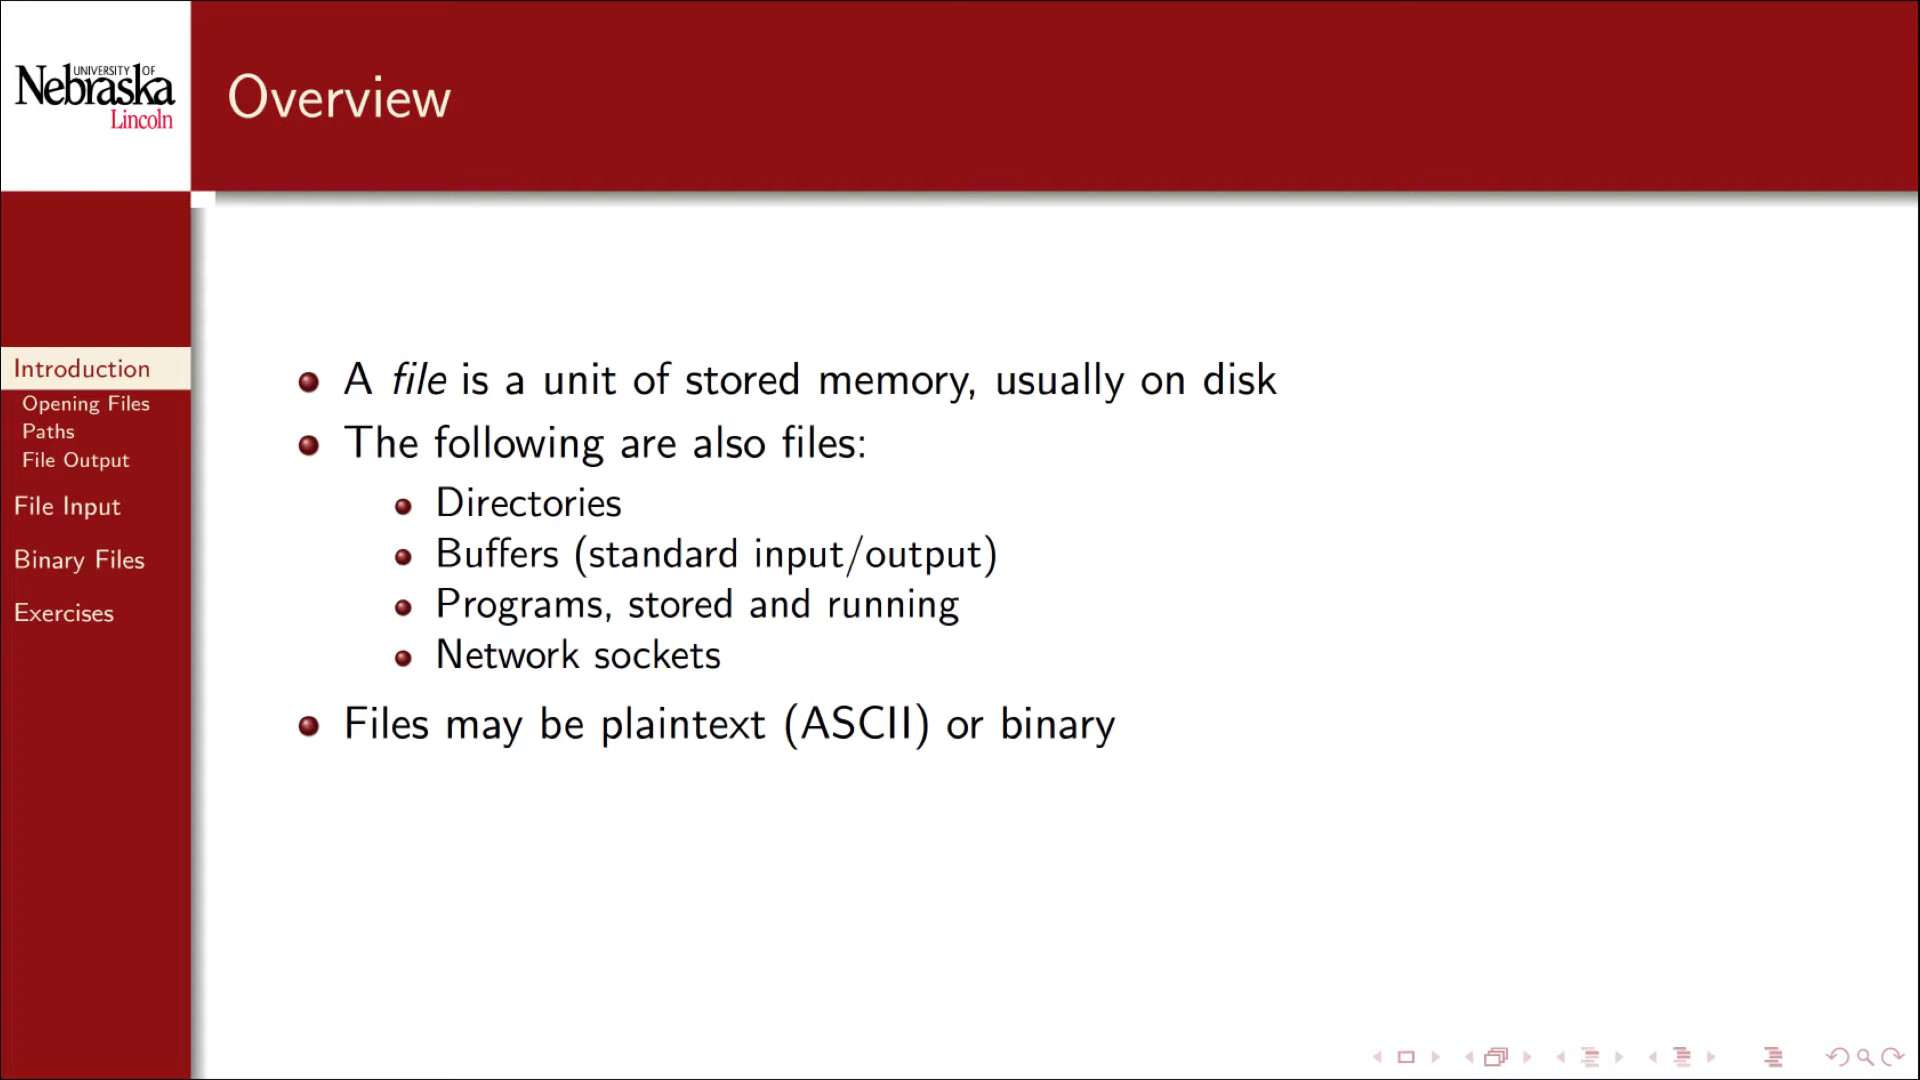 UNIVERSITY OF
Nebraska
Lincoln
Overview
Introduction
Opening Files
Paths
File Output
File Input
Binary Files
Exercises
A file is a unit of stored memory, usually on disk
The following are also files:
Directories
Buffers (standard input/output)
Programs, stored and running
Network sockets
Files may be plaintext (ASCII) or binary